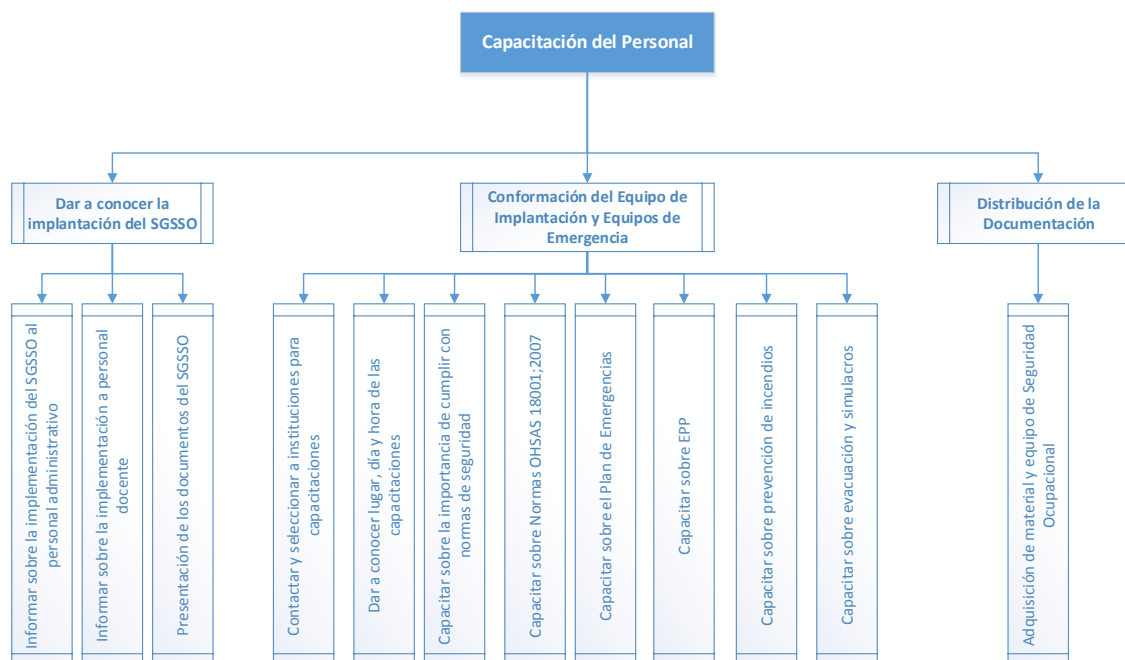 Capacitación del Personal
Dar a conocer la
implantación del SGSSO
Conformación del Equipo de
Implantación y Equipos de
Emergencia
Distribución de la
Documentación
Informar sobre la implementación del SGSSO al
personal administrativo
Informar sobre la implementación a personal
docente
Presentación de los documentos del SGSSO
Contactar y seleccionar a instituciones para
capacitaciones
Dar a conocer lugar, día y hora de las
capacitaciones
Capacitar sobre la importancia de cumplir con
normas de seguridad
Capacitar sobre Normas OHSAS 18001;2007
Capacitar sobre el Plan de Emergencias
Capacitar sobre EPP
Capacitar sobre prevención de incendios
Capacitar sobre evacuación y simulacros
Adquisición de material y equipo de Seguridad
Ocupacional